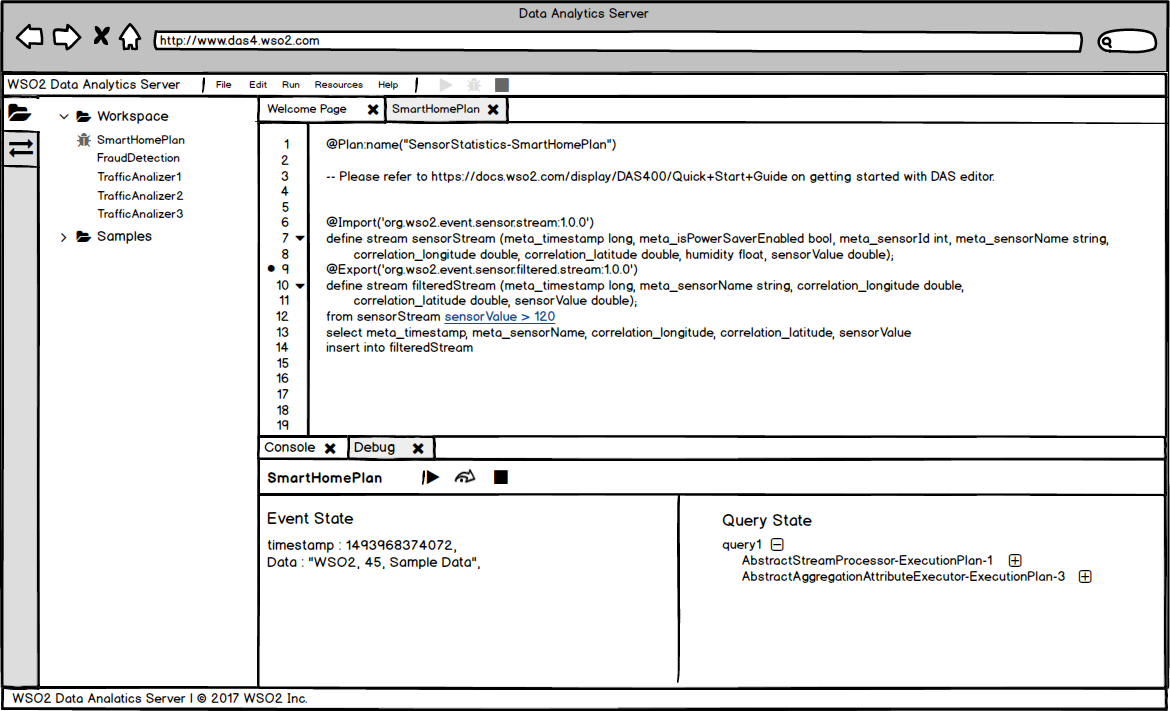 Data Analytics Server
http://www.das4.wso2.com
WSO2 Data Analytics Server File Edit Run Resources Help
Workspace
SmartHomePlan
FraudDetection
TrafficAnalizer1
TrafficAnalizer2
TrafficAnalizer3
Samples
Welcome Page SmartHomePlan
1 @Plan:name("SensorStatistics-SmartHomePlan")
2
3 -- Please refer to https://docs.wso2.com/display/DAS400/Quick+Start+Guide on getting started with DAS editor.
4
5
6 @Import('org.wso2.event.sensor.stream:1.0.0')
7 define stream sensorStream (meta_timestamp long, meta_isPowerSaverEnabled bool, meta_sensorId int, meta_sensorName string,
8 correlation_longitude double, correlation_latitude double, humidity float, sensorValue double);
9 @Export('org.wso2.event.sensor.filtered.stream:1.0.0')
10 define stream filteredStream (meta_timestamp long, meta_sensorName string, correlation_longitude double,
11 correlation_latitude double, sensorValue double);
12 from sensorStream sensorValue > 120
13 select meta_timestamp, meta_sensorName, correlation_longitude, correlation_latitude, sensorValue
14 insert into filteredStream
15
16
17
18
19
Console Debug
SmartHomePlan
Event State
timestamp : 1493968374072,
Data : "WSO2, 45, Sample Data",
Query State
query1
AbstractStreamProcessor-ExecutionPlan-1
AbstractAggregationAttributeExecutor-ExecutionPlan-3
WSO2 Data Analatics Server | © 2017 WSO2 Inc.